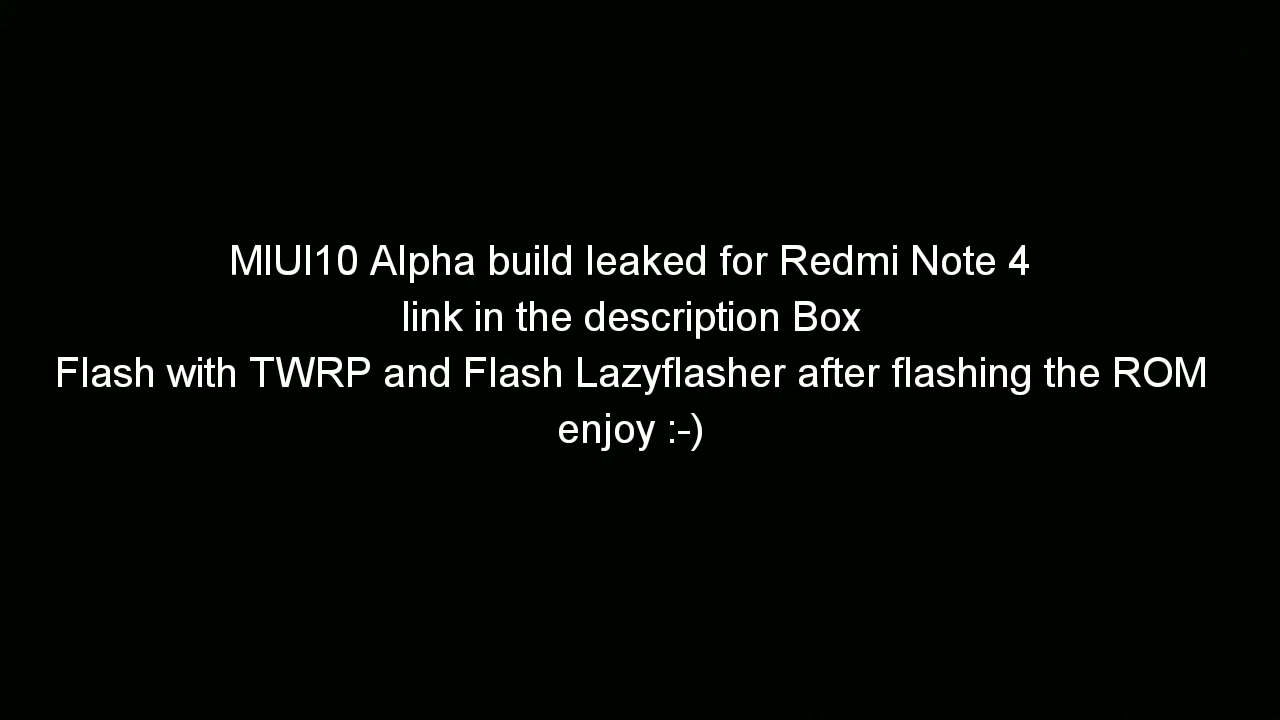 MIUI10 Alpha build leaked for Redmi Note 4
link in the description Box
Flash with TWRP and Flash Lazyflasher after flashing the ROM
enjoy :-)